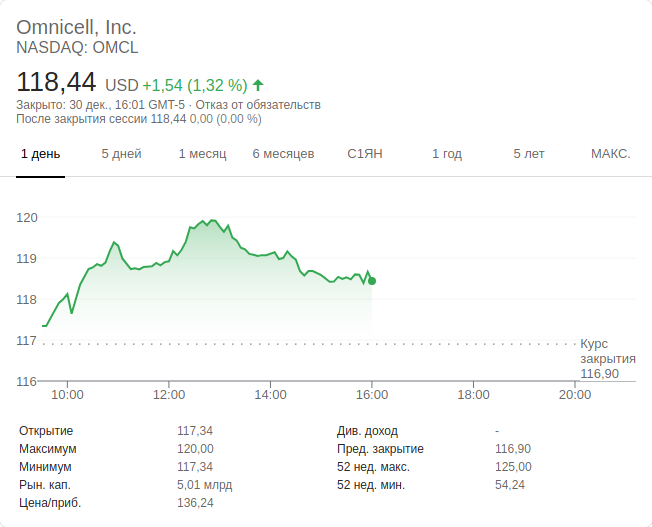 Omnicell, Inc.
NASDAQ: OMCL
118,44 USD +1,54 (1,32 %)
Закрыто: 30 дек., 16:01 GMT-5 · Отказ от обязательств
После закрытия сессии 118,44 0,00 (0,00 %)
1 день 5 дней 1 месяц 6 месяцев С1ЯН 1 год 5 лет МАКС.
120
119
118
117
Курс
закрытия
116,90
116
10:00 12:00 14:00 16:00 18:00 20:00
Открытие 117,34 Див. доход -
Максимум 120,00 Пред. закрытие 116,90
Минимум 117,34 52 нед. макс. 125,00
Рын. кап. 5,01 млрд 52 нед. мин. 54,24
Цена/приб. 136,24